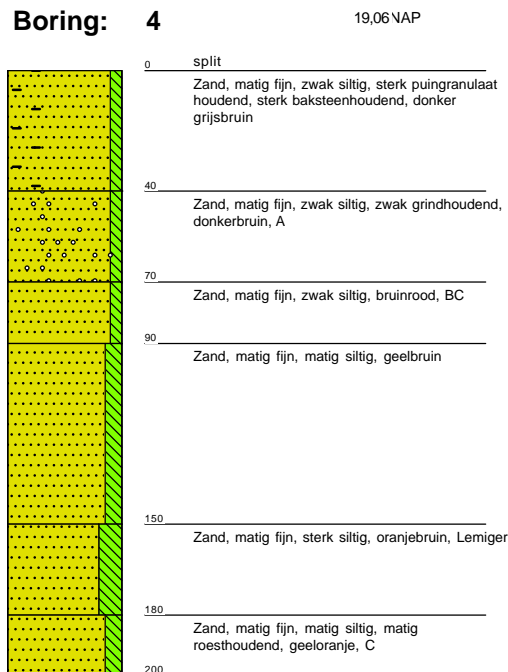 Boring: 4
19,06 NAP
0
split
Zand, matig fijn, zwak siltig, sterk puingranulaat
houdend, sterk baksteenhoudend, donker
grijsbruin
40
Zand, matig fijn, zwak siltig, zwak grindhoudend,
donkerbruin, A
70
Zand, matig fijn, zwak siltig, bruinrood, BC
90
Zand, matig fijn, matig siltig, geelbruin
150
Zand, matig fijn, sterk siltig, oranjebruin, Lemiger
180
Zand, matig fijn, matig siltig, matig
roesthoudend, geeloranje, C
200